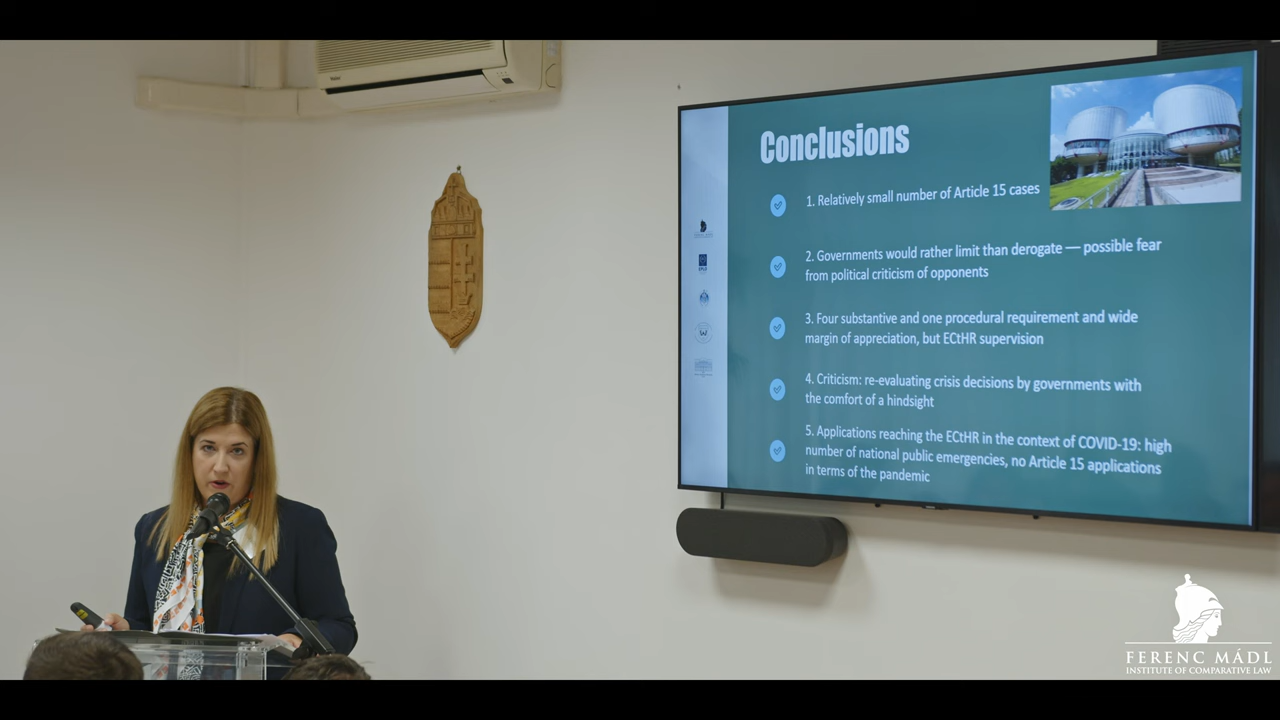 Conclusions
1. Relatively small number of Article 15 cases
2. Governments would rather limit than derogate — possible fear
from political criticism of opponents
3. Four substantive and one procedural requirement and wide
margin of appreciation, but ECtHR supervision
4. Criticism: re-evaluating crisis decisions by governments with
the comfort of a hindsight
5. Applications reaching the ECtHR in the context of COVID-19: high
number of national public emergencies, no Article 15 applications
in terms of the pandemic
FERENC MÁDL
INSTITUTE OF COMPARATIVE LAW